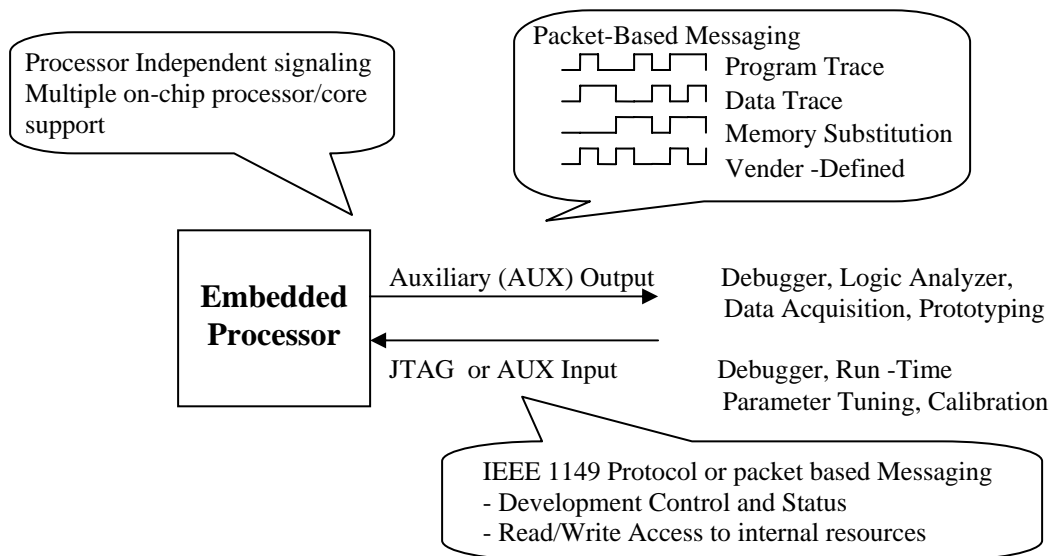 Processor Independent signaling
Multiple on-chip processor/core
support
Packet-Based Messaging
Program Trace
Data Trace
Memory Substitution
Vender -Defined
Embedded
Processor
Auxiliary (AUX) Output
Debugger, Logic Analyzer,
Data Acquisition, Prototyping
JTAG or AUX Input
Debugger, Run -Time
Parameter Tuning, Calibration
IEEE 1149 Protocol or packet based Messaging
- Development Control and Status
- Read/Write Access to internal resources